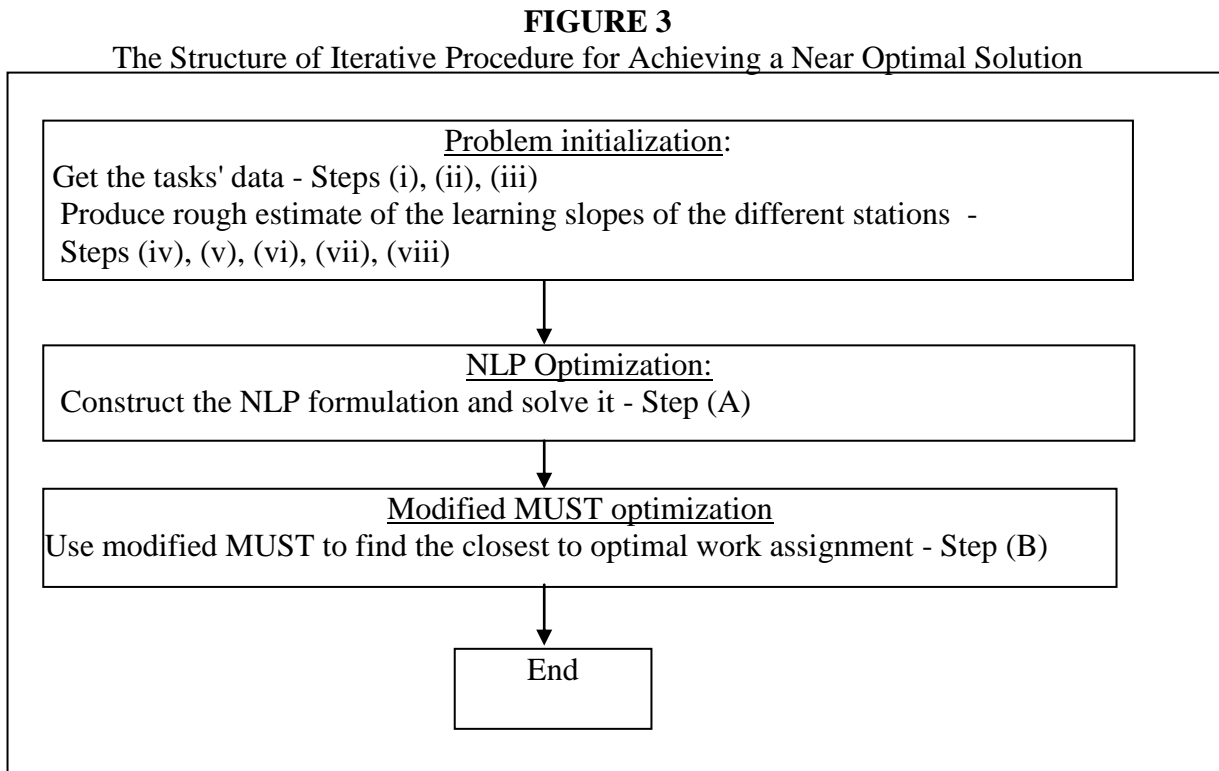 FIGURE 3
The Structure of Iterative Procedure for Achieving a Near Optimal Solution
Problem initialization:
Get the tasks' data - Steps (i), (ii), (iii)
Produce rough estimate of the learning slopes of the different stations -
Steps (iv), (v), (vi), (vii), (viii)
NLP Optimization:
Construct the NLP formulation and solve it - Step (A)
Modified MUST optimization
Use modified MUST to find the closest to optimal work assignment - Step (B)
End